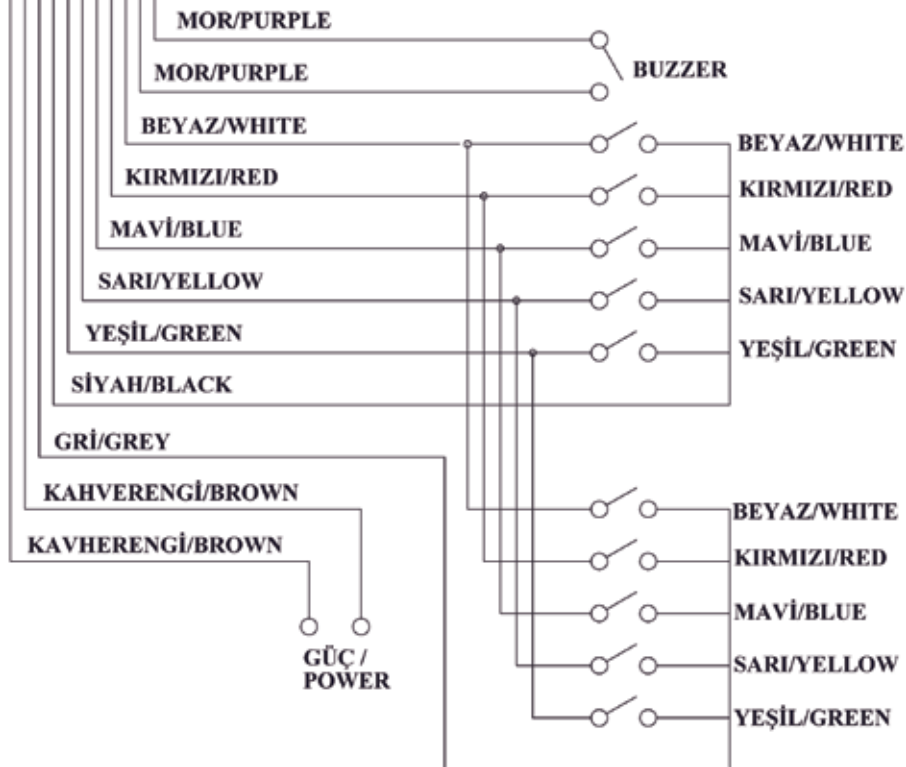 MOR/PURPLE
BUZZER
MOR/PURPLE
BEYAZ/WHITE
BEYAZ/WHITE
KIRMIZI/RED
KIRMIZI/RED
MAVİ/BLUE
MAVİ/BLUE
SARI/YELLOW
SARI/YELLOW
YEŞİL/GREEN
YEŞİL/GREEN
SİYAH/BLACK
GRİ/GREY
KAHVERENGİ/BROWN
BEYAZ/WHITE
KAVHERENGİ/BROWN
KIRMIZI/RED
MAVİ/BLUE
GÜÇ /
POWER
SARI/YELLOW
YEŞİL/GREEN